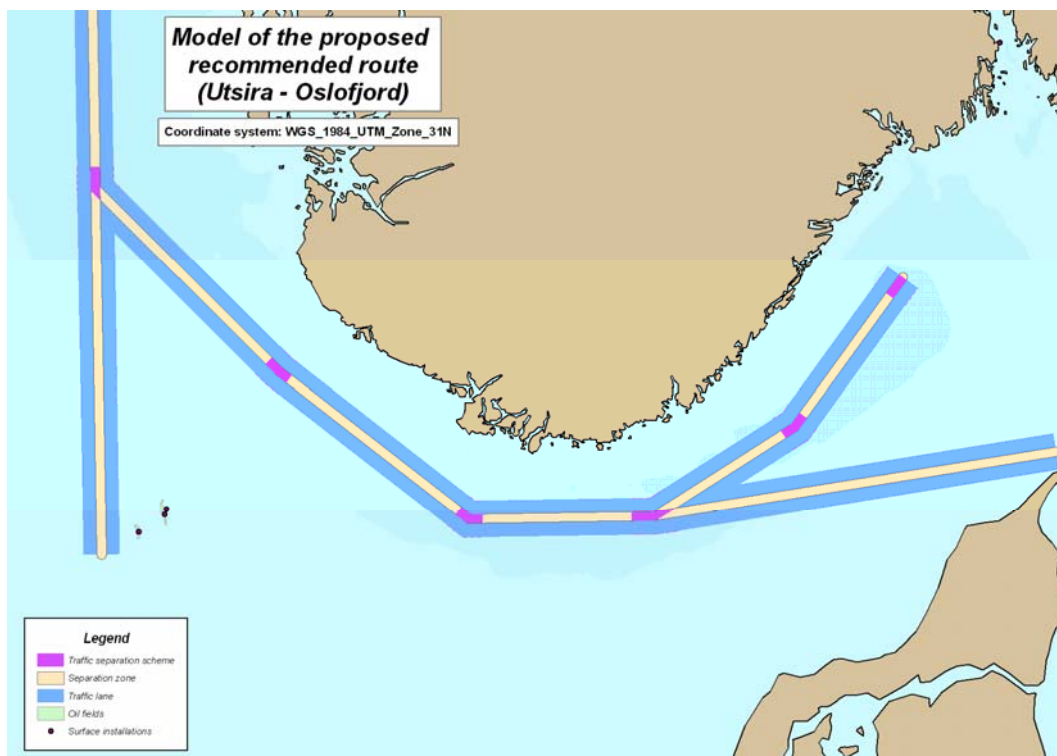 Model of the proposed
recommended route
(Utsira - Oslofjord)
Coordinate system: WGS_1984_UTM_Zone_31N
Legend
Traffic separation scheme
Separation zone
Traffic lane
Oil fields
Surface installations